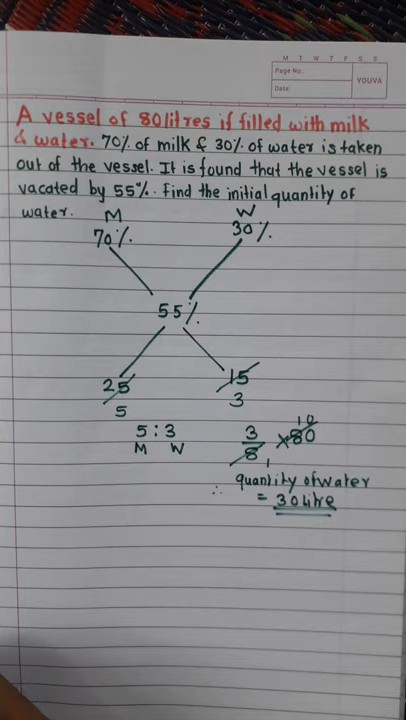 M T W T F S S
Page No.:
Date:
YOUVA
A vessel of 80 litres if filled with milk
& water. 70% of milk & 30% of water is taken
out of the vessel. It is found that the vessel is
vacated by 55%. Find the initial quantity of
water.
M W
70% 30%
55%
25 15
5 3
5 : 3
M W
3/8 × 80
10
1
∴ quantity of water
= 30 litre